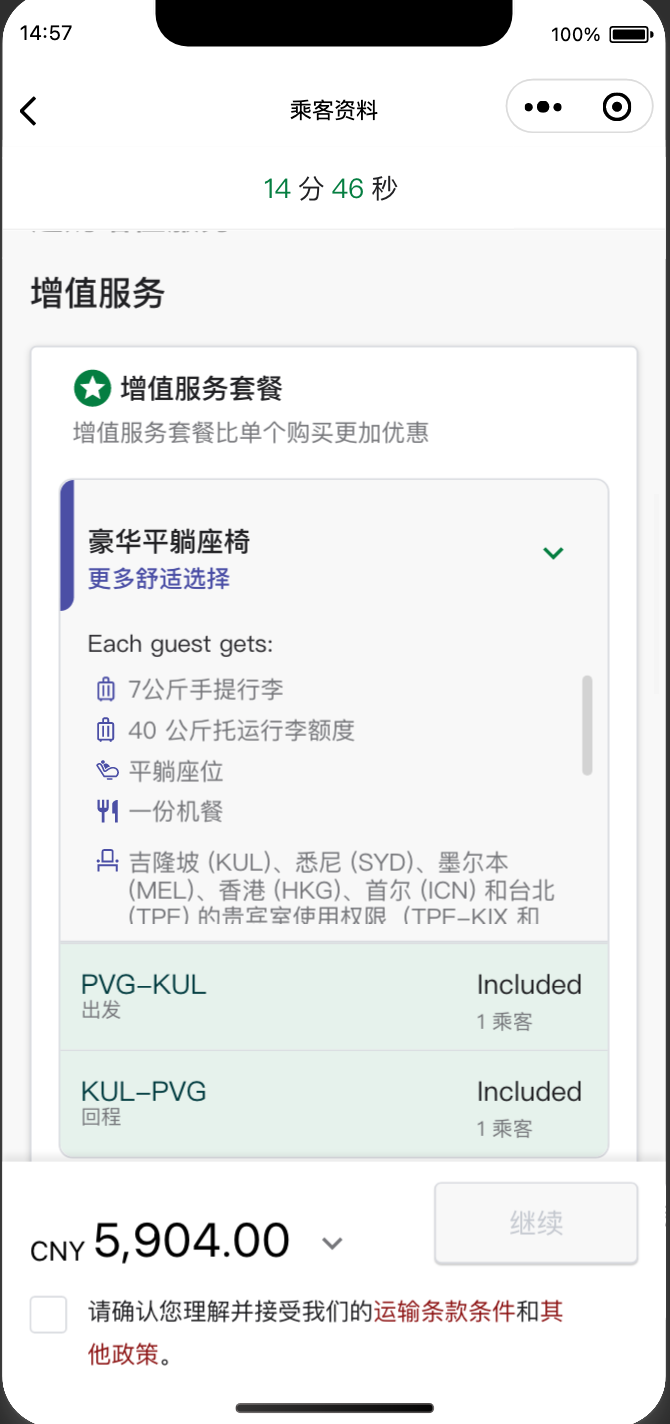 14:57
100%
乘客资料
14 分 46 秒
增值服务
增值服务套餐
增值服务套餐比单个购买更加优惠
豪华平躺座椅
更多舒适选择
Each guest gets:
7公斤手提行李
40 公斤托运行李额度
平躺座位
一份机餐
吉隆坡 (KUL)、悉尼 (SYD)、墨尔本
(MEL)、香港 (HKG)、首尔 (ICN) 和台北
(TPE) 的贵宾室使用权限（TPE-KIX 和
PVG–KUL
Included
出发
1 乘客
KUL–PVG
Included
回程
1 乘客
CNY 5,904.00
继续
请确认您理解并接受我们的运输条款条件和其
他政策。